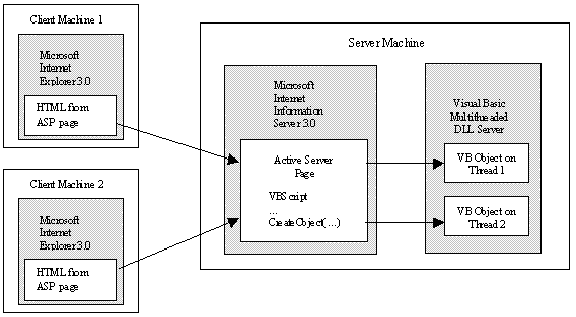 Client Machine 1
Microsoft
Internet
Explorer 3.0
HTML from
ASP page
Client Machine 2
Microsoft
Internet
Explorer 3.0
HTML from
ASP page
Server Machine
Microsoft
Internet
Information
Server 3.0
Active Server
Page
VBScript
...
CreateObject(...)
Visual Basic
Multithreaded
DLL Server
VB Object on
Thread 1
VB Object on
Thread 2